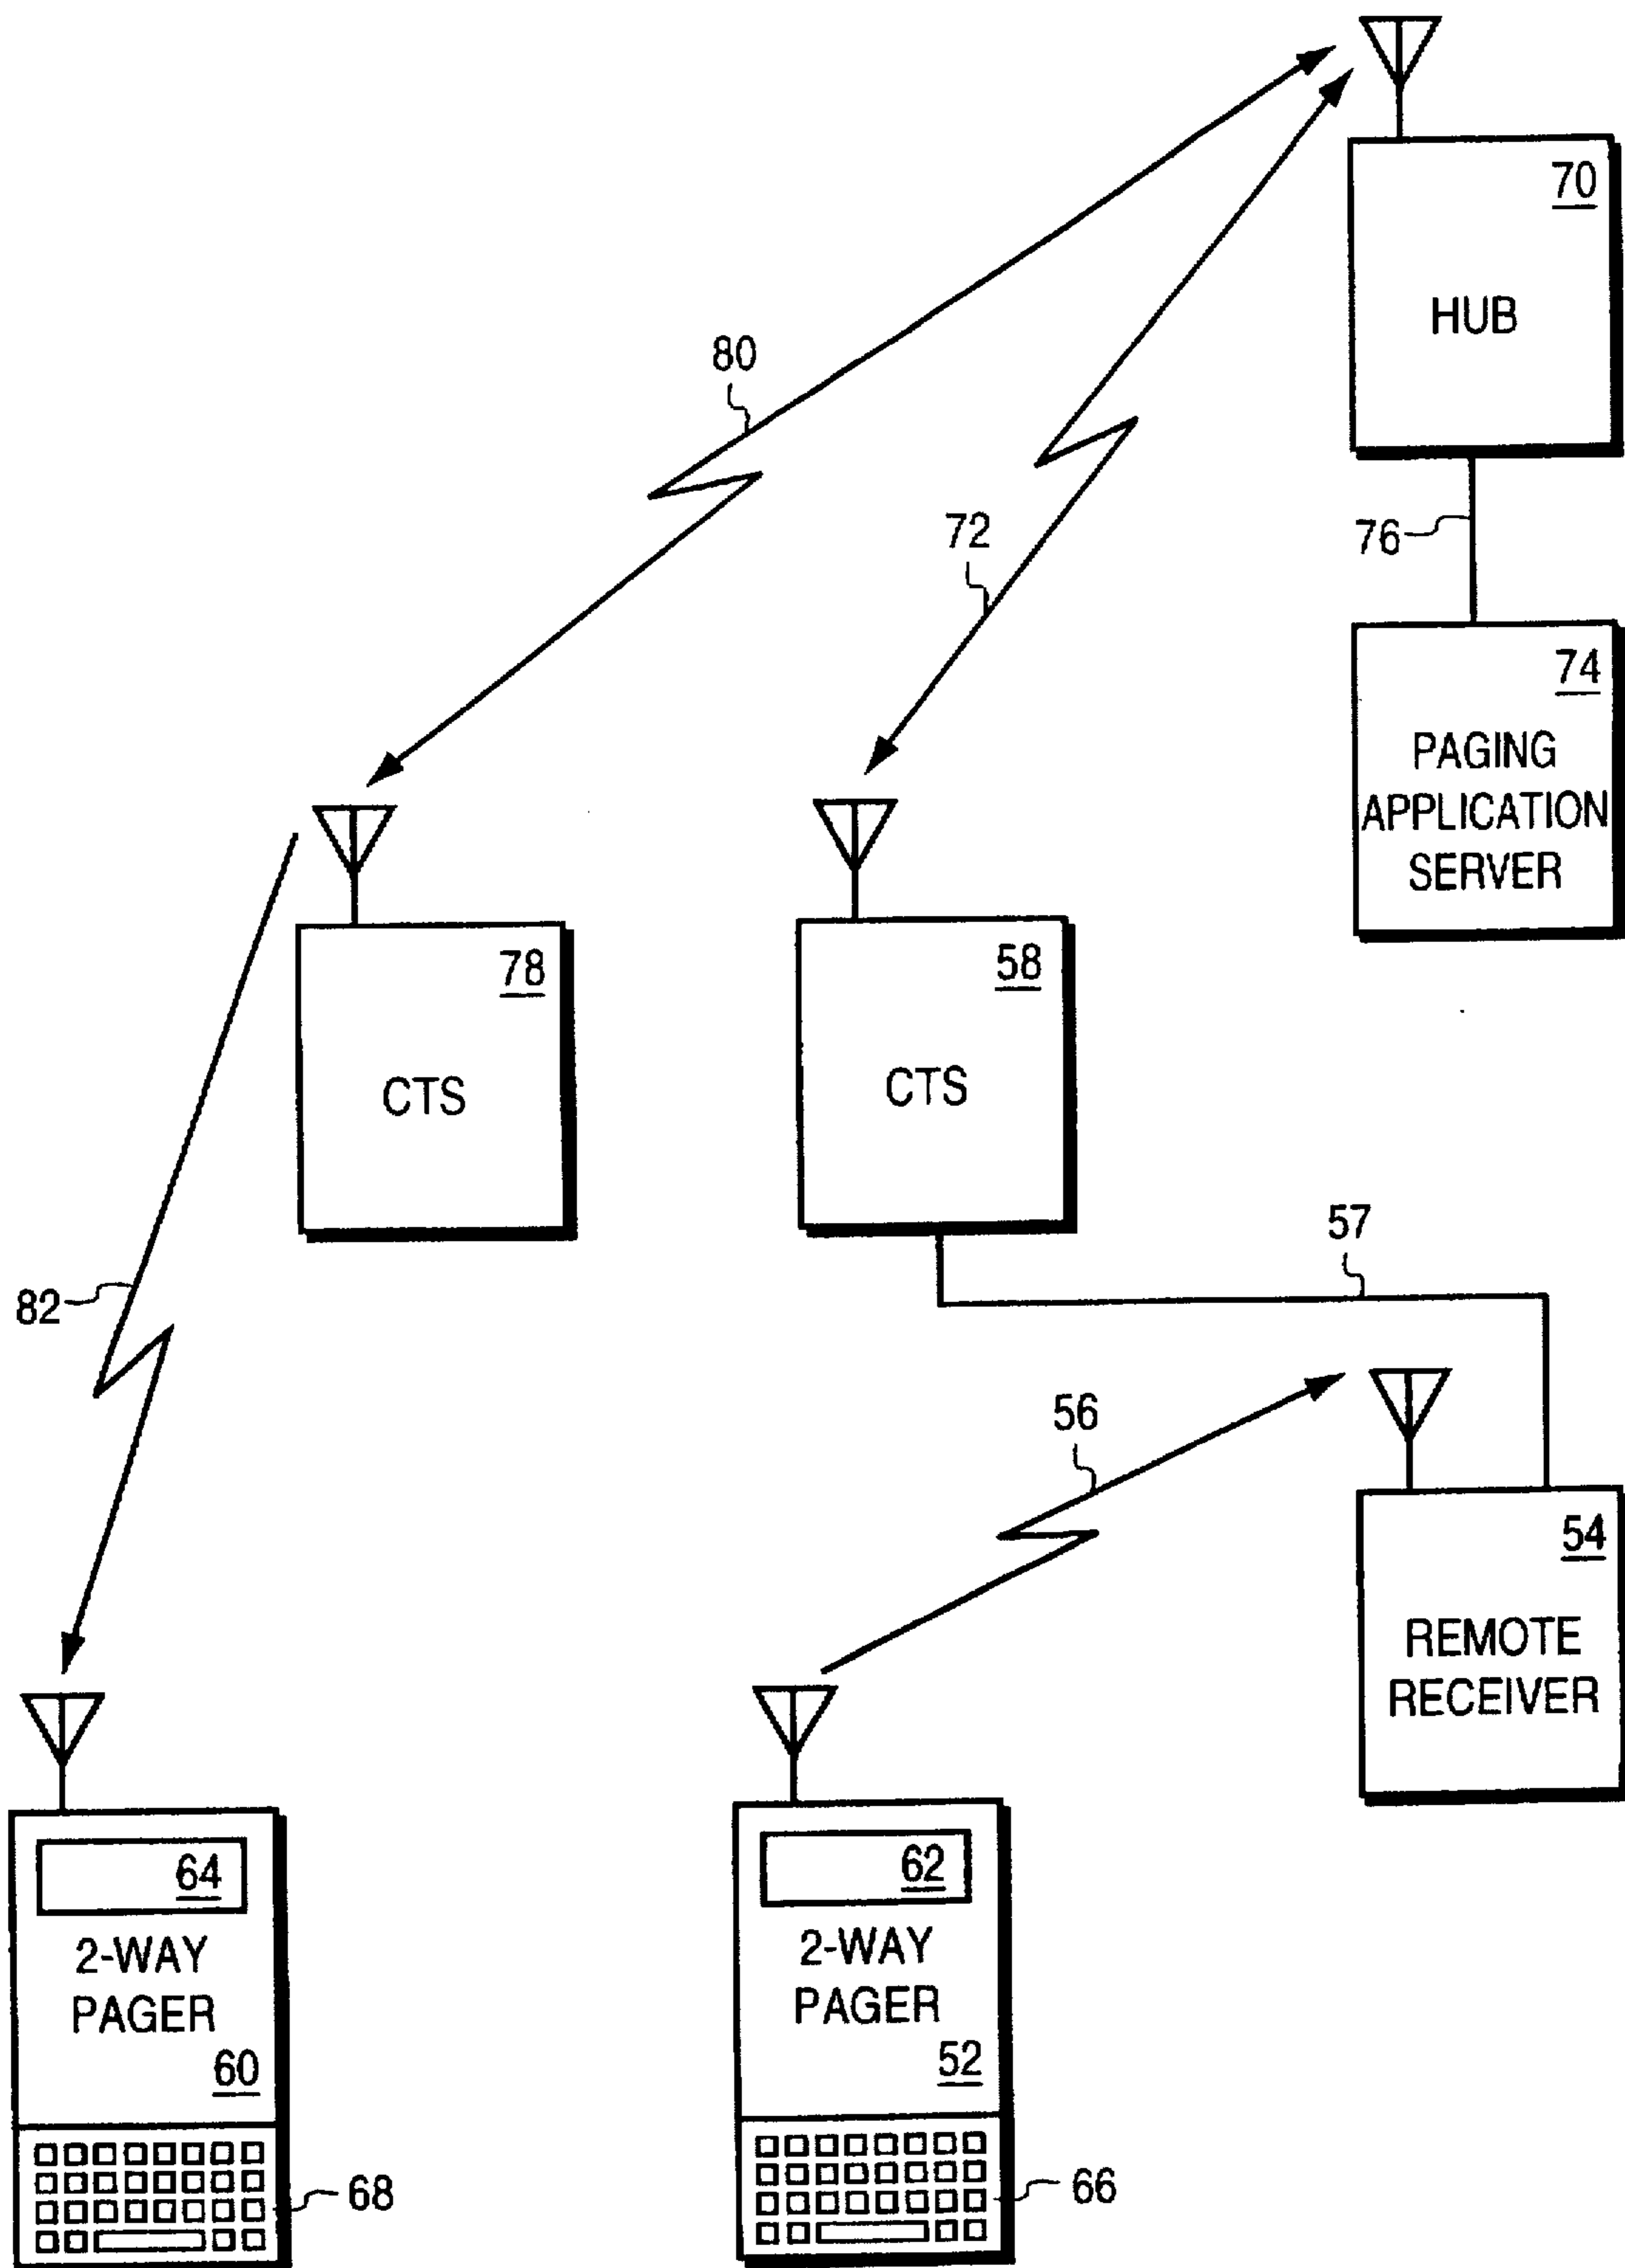 70
HUB
80
72
76
74
PAGING
APPLICATION
SERVER
78
CTS
58
CTS
57
82
56
54
REMOTE
RECEIVER
64
2-WAY
PAGER
60
68
62
2-WAY
PAGER
52
66